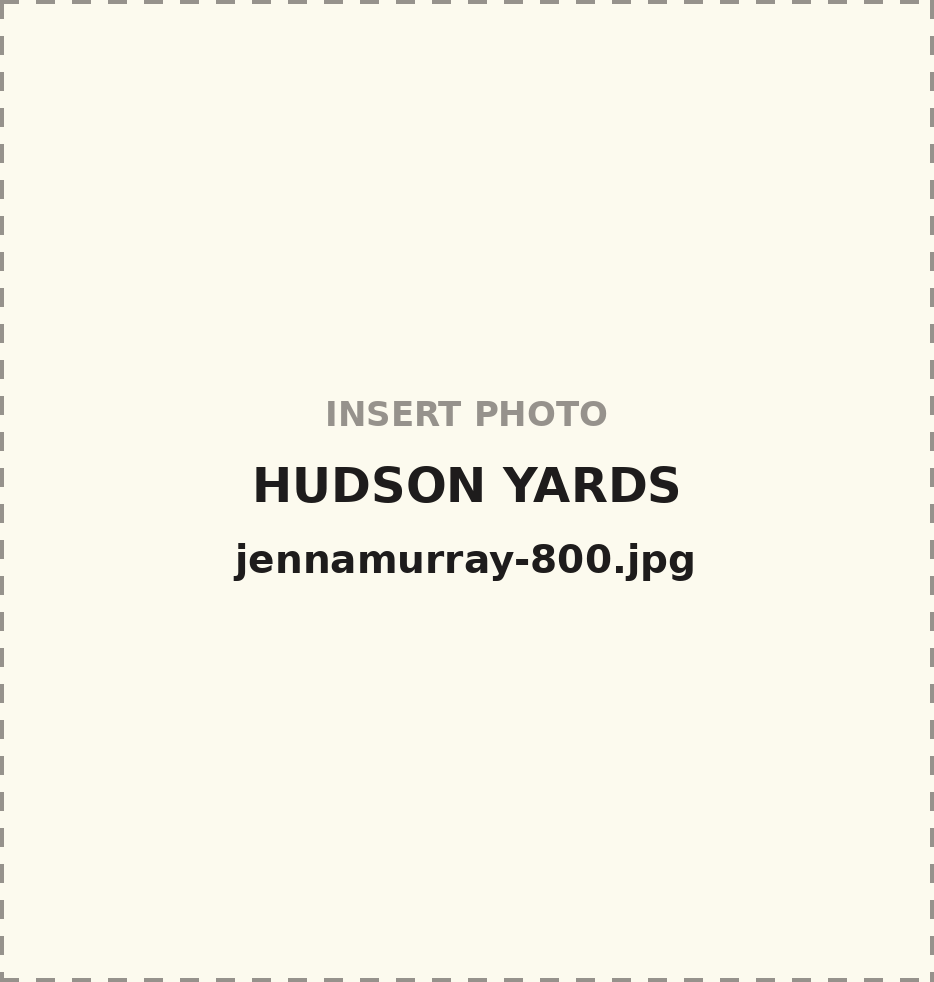 INSERT PHOTO
HUDSON YARDS
jennamurray-800.jpg